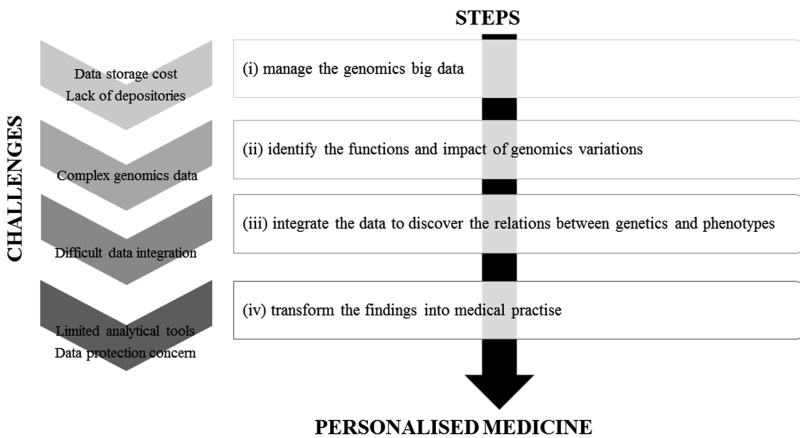 STEPS
CHALLENGES
Data storage cost
Lack of depositories
(i) manage the genomics big data
Complex genomics data
(ii) identify the functions and impact of genomics variations
Difficult data integration
(iii) integrate the data to discover the relations between genetics and phenotypes
Limited analytical tools
Data protection concern
(iv) transform the findings into medical practise
PERSONALISED MEDICINE